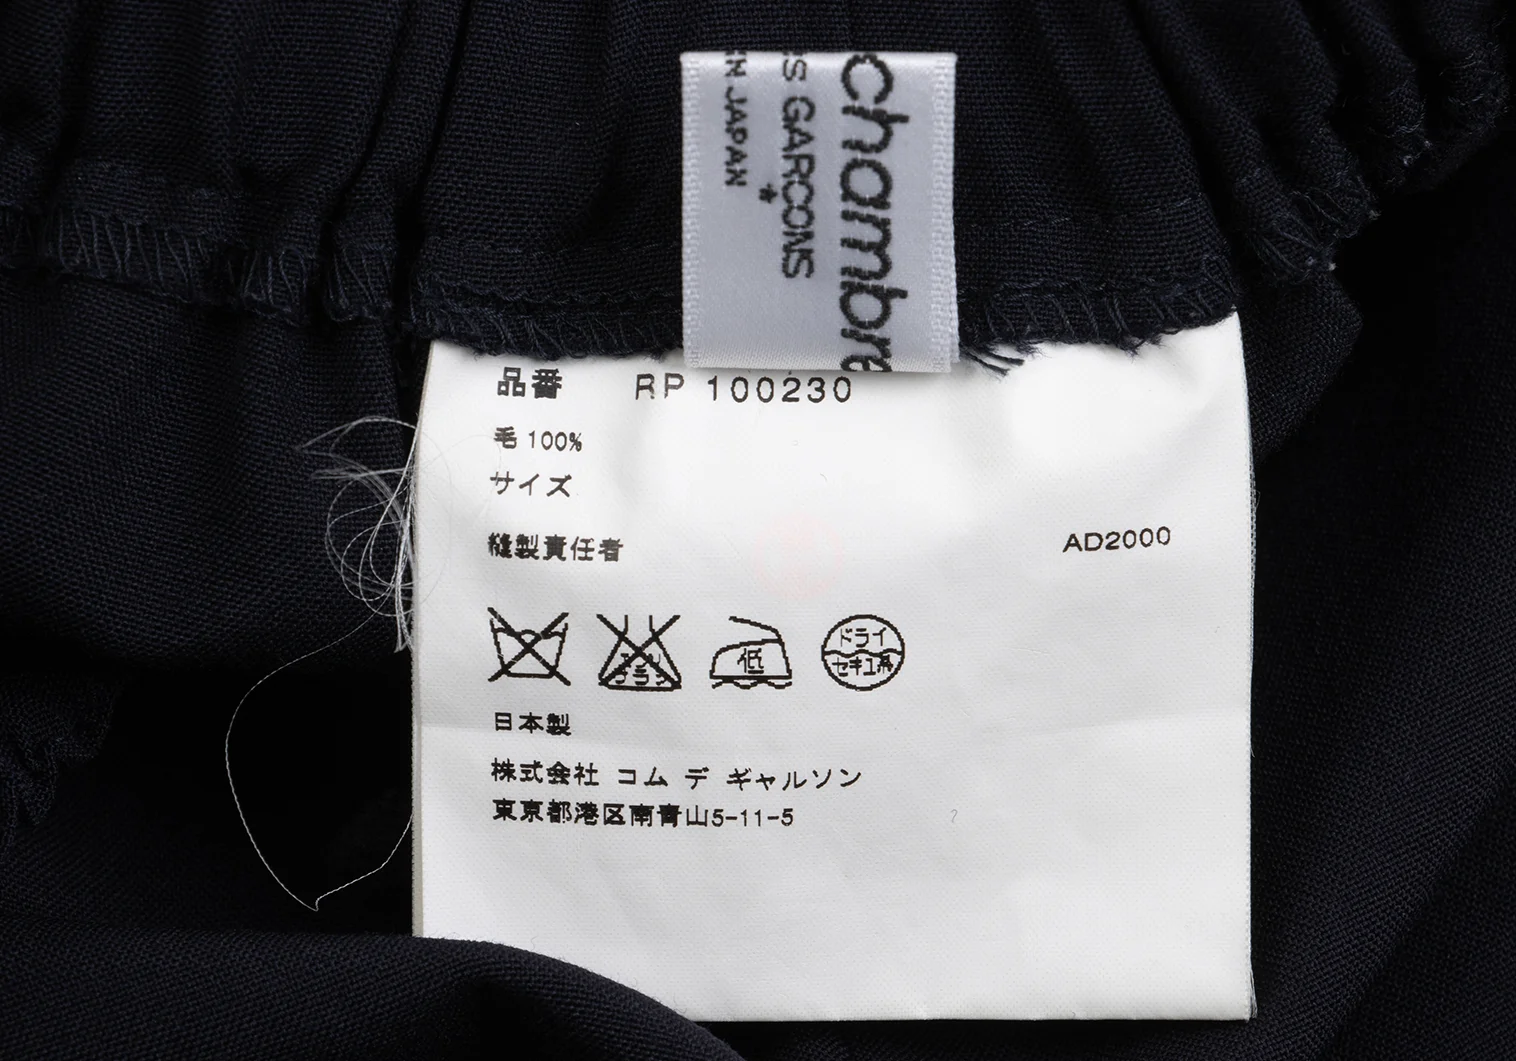 chambre
S GARCONS *
N JAPAN
品番 RP 100230
毛 100%
サイズ
縫製責任者 AD2000
低
ドライ
セキユ系
日本製
株式会社 コム デ ギャルソン
東京都港区南青山5-11-5